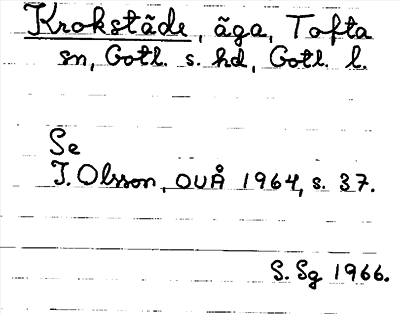 Krokstäde, äga, Tofta
sn, Gotl. s. hd, Gotl. l.
Se
I. Olsson, OUÅ 1964, s. 37.
S. Sg 1966.